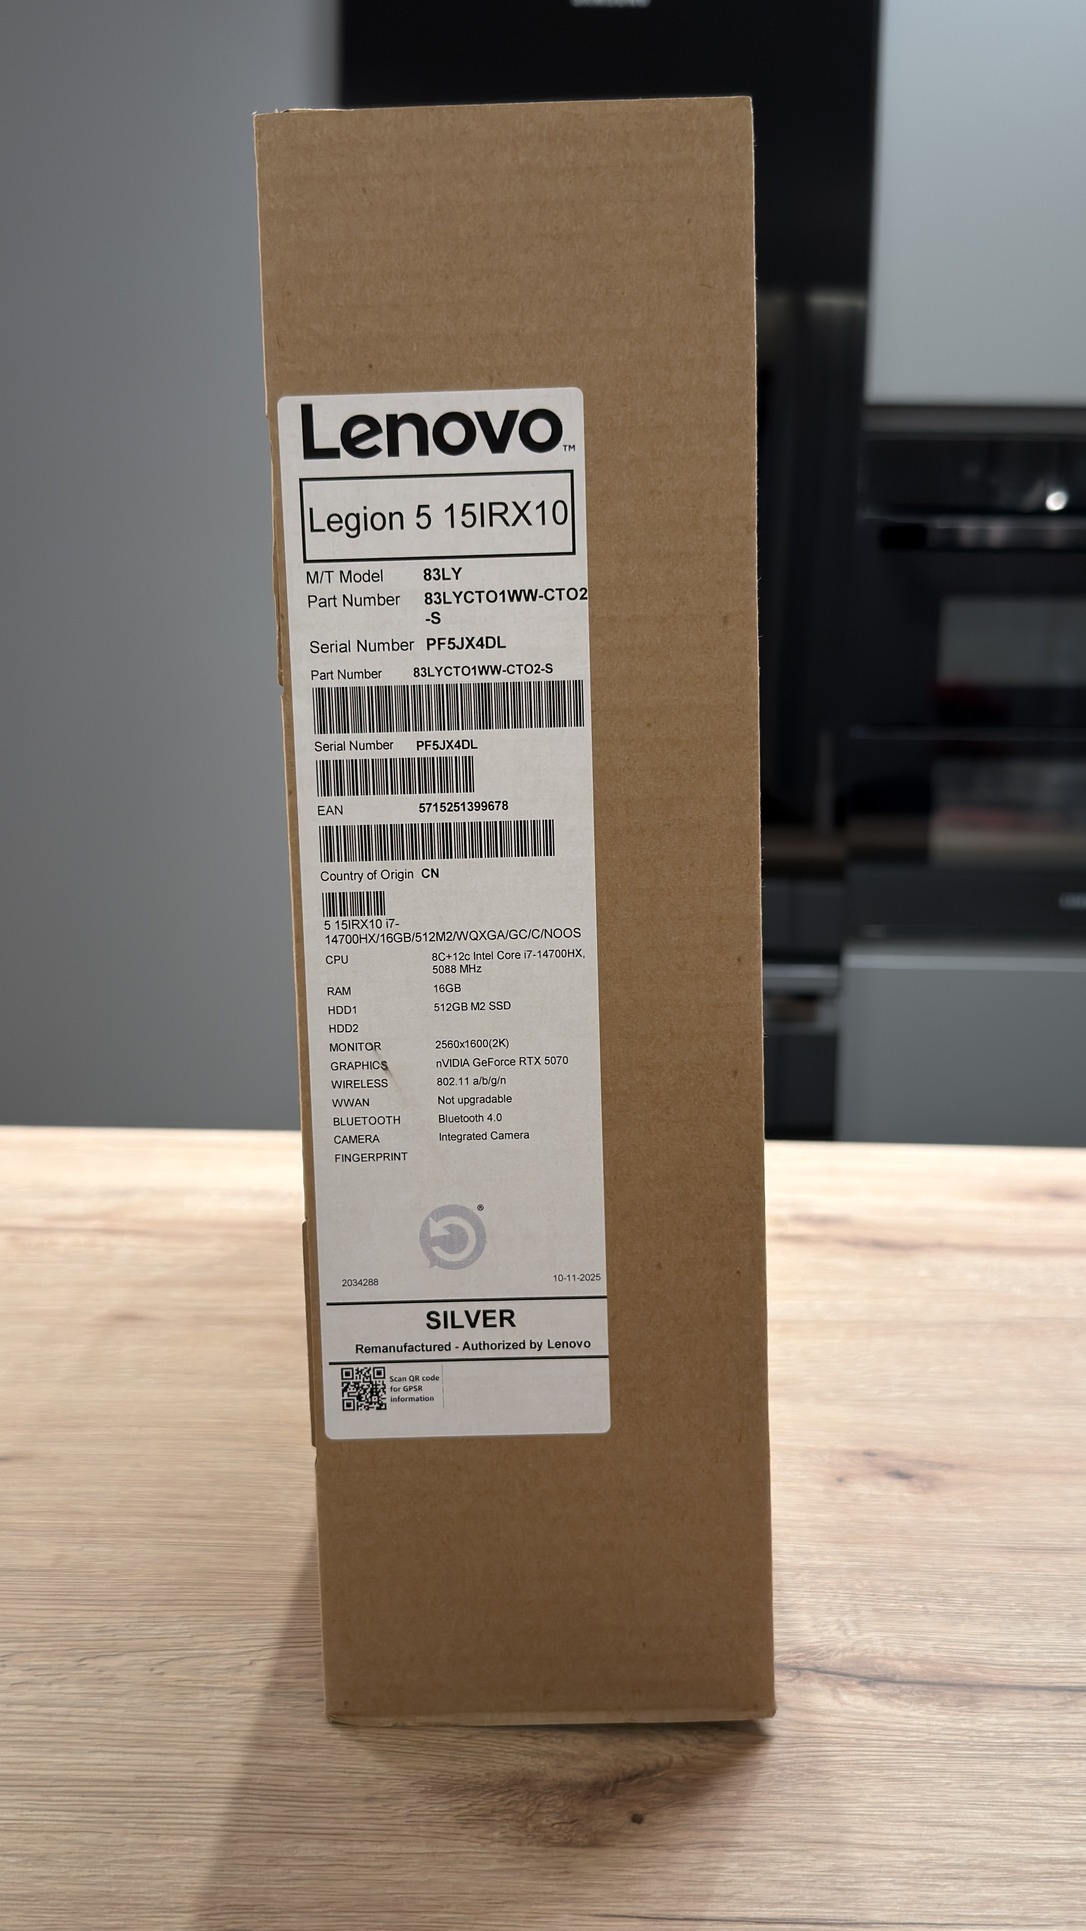 Lenovo™
Legion 5 15IRX10
M/T Model 83LY
Part Number 83LYCTO1WW-CTO2
-S
Serial Number PF5JX4DL
Part Number 83LYCTO1WW-CTO2-S
Serial Number PF5JX4DL
EAN 5715251399678
Country of Origin CN
5 15IRX10 i7-
14700HX/16GB/512M2/WQXGA/GC/C/NOOS
CPU 8C+12c Intel Core i7-14700HX,
5088 MHz
RAM 16GB
HDD1 512GB M2 SSD
HDD2
MONITOR 2560x1600(2K)
GRAPHICS nVIDIA GeForce RTX 5070
WIRELESS 802.11 a/b/g/n
WWAN Not upgradable
BLUETOOTH Bluetooth 4.0
CAMERA Integrated Camera
FINGERPRINT
®
2034288 10-11-2025
SILVER
Remanufactured - Authorized by Lenovo
Scan QR code
for GPSR
information